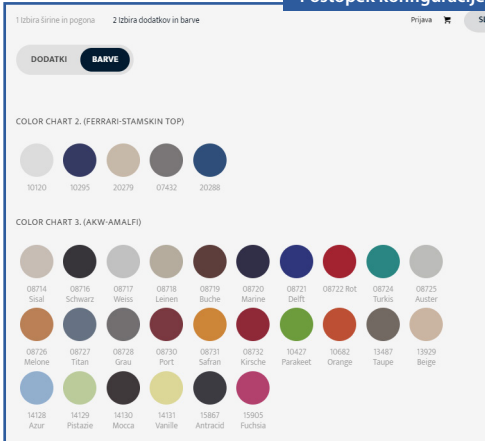 1 Izbira širine in pogona 2 Izbira dodatkov in barve Prijava
DODATKI BARVE
COLOR CHART 2. (FERRARI-STAMSKIN TOP)
10120 10295 20279 07432 20288
COLOR CHART 3. (AKW-AMALFI)
08714 08716 08717 08718 08719 08720 08721 08722 Rot 08724 08725
Sisal Schwarz Weiss Leinen Buche Marine Delft Turkis Auster
08726 08727 08728 08730 08731 08732 10427 10682 13487 13929
Melone Titan Grau Port Safran Kirsche Parakeet Orange Taupe Beige
14128 14129 14130 14131 15867 15905
Azur Pistazie Mocca Vanille Antracid Fuchsia